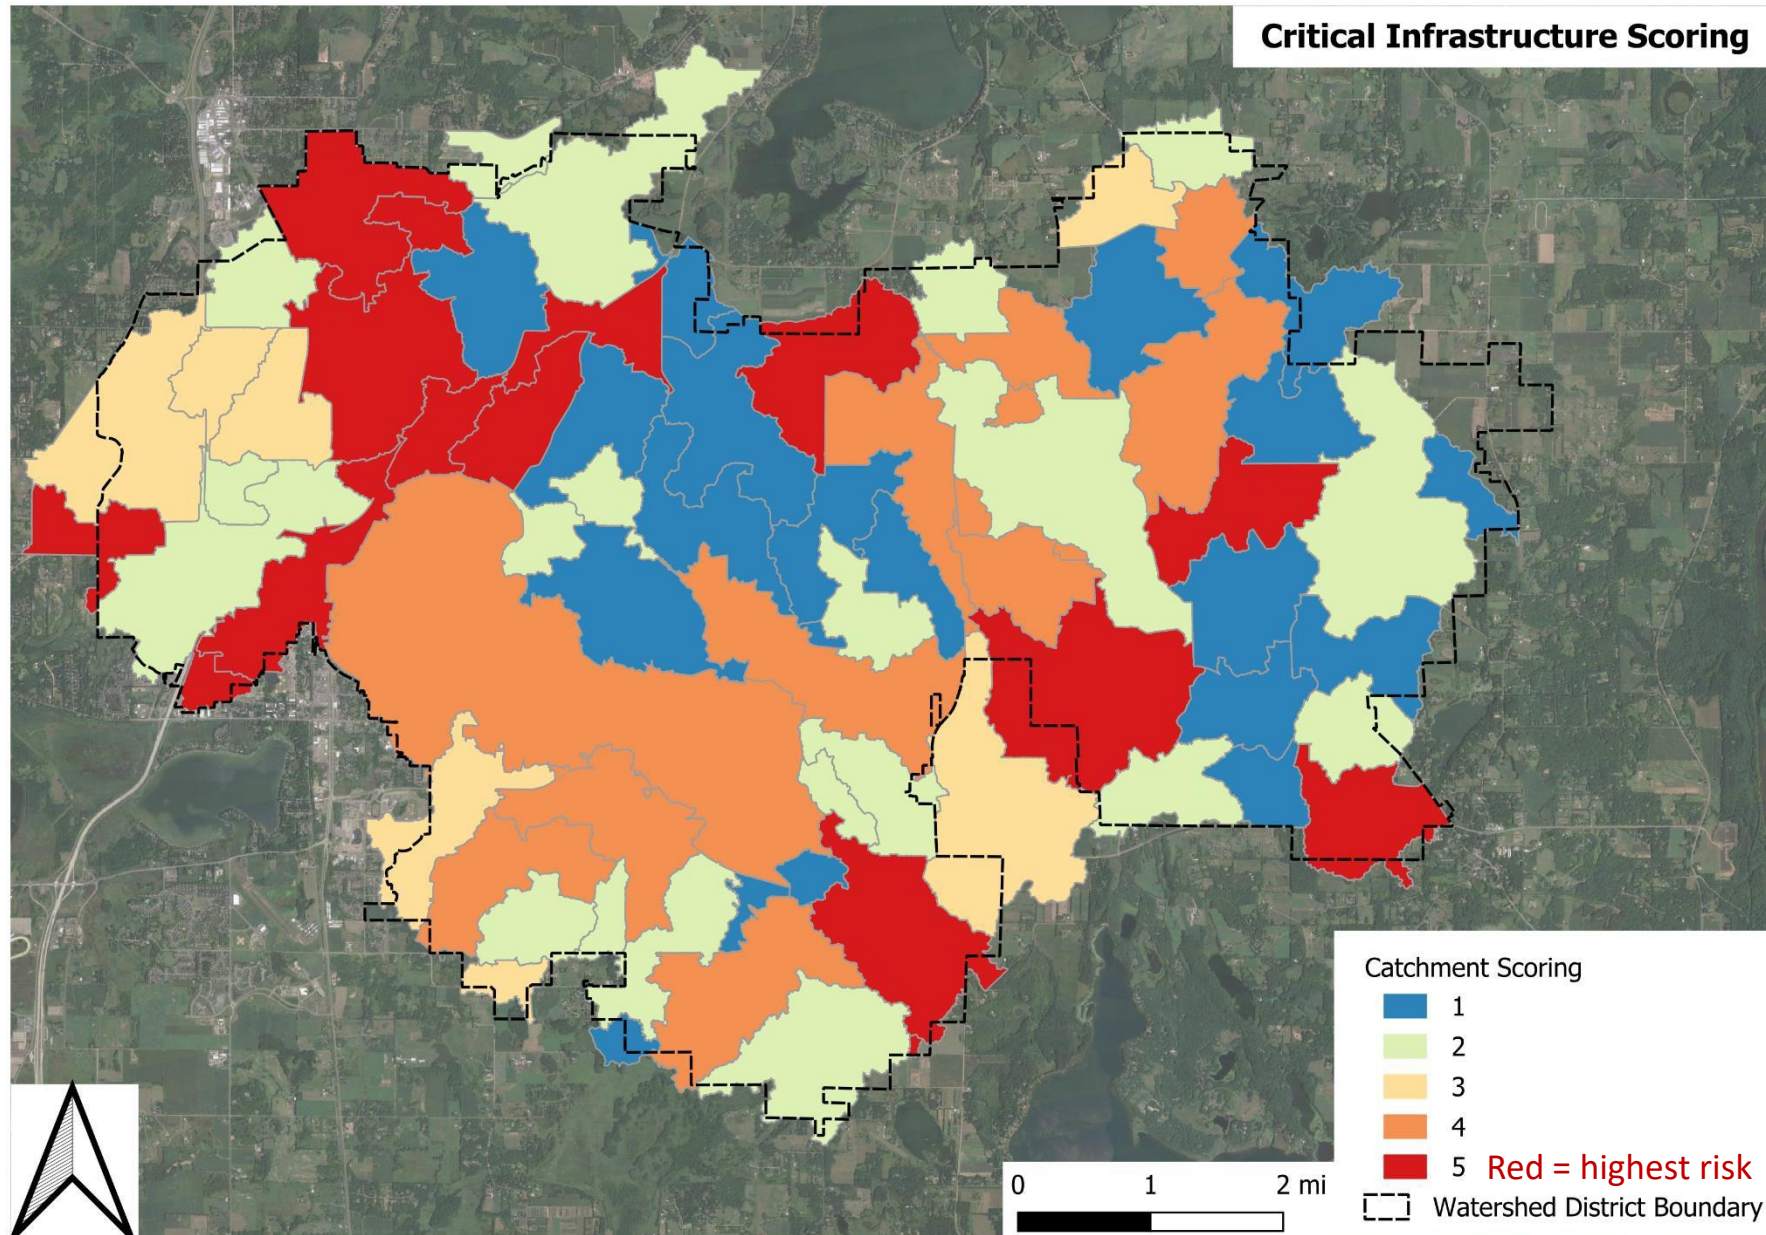 Critical Infrastructure Scoring
Catchment Scoring
1
2
3
4
5 Red = highest risk
Watershed District Boundary
0 1 2 mi